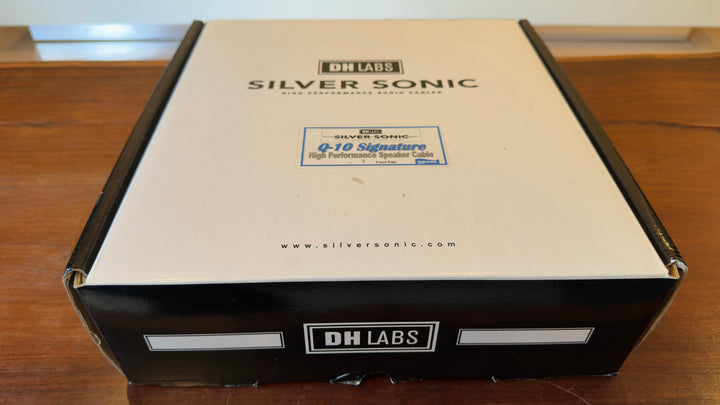 DH LABS
SILVER SONIC
HIGH PERFORMANCE AUDIO CABLES
DH LABS
SILVER SONIC
Q-10 Signature
High Performance Speaker Cable
www.silversonic.com
DH LABS